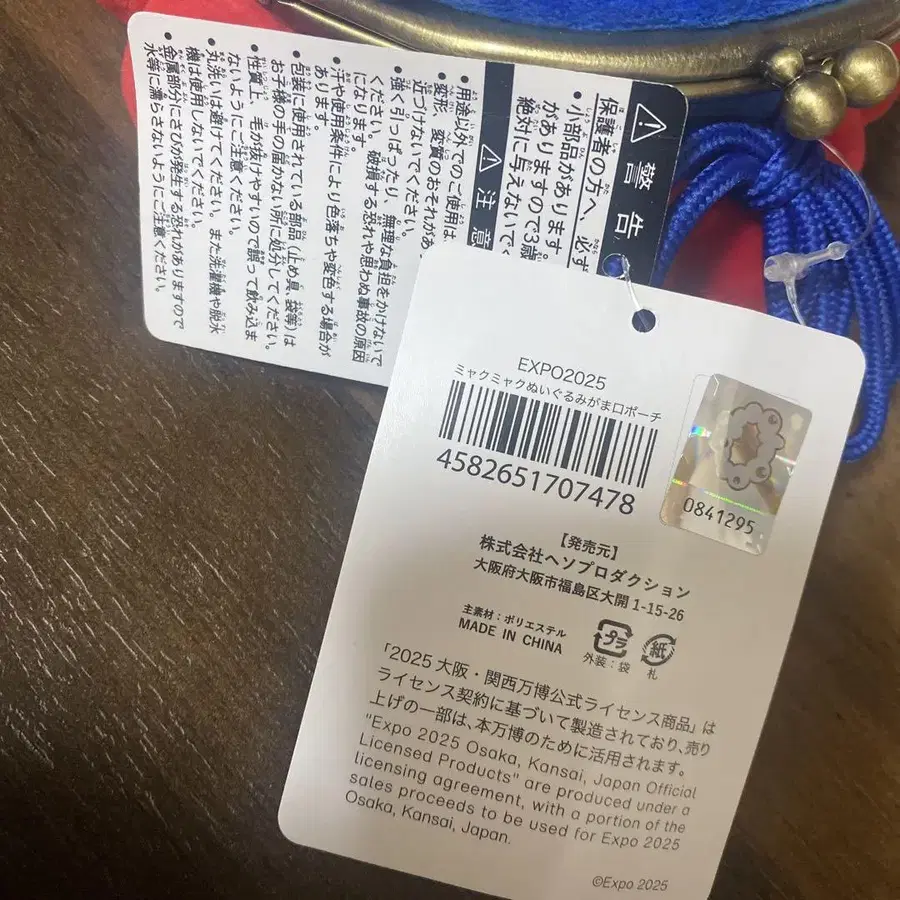 警告
保護者の方へ 必ず
・小部品があります。
がありますので3歳
絶対に与えないで
注意
・用途以外でのご使用は
近づけないでください。
・変形、変質のおそれがあ
・強く引っぱったり、無理な負担をかけないで
ください。破損する恐れや思わぬ事故の原因
になります。
・汗や使用条件により色落ちや変色する場合が
あります。
・包装に使用されている部品(止め具、袋等)は
お子様の手の届かない所に処分してください。
・性質上、毛が抜けやすいので誤って飲み込ま
ないようにご注意ください。
・丸洗いは避けてください。また洗濯機や脱水
機は使用しないでください。
・金属部分にさびが発生する恐れがありますので
水等に濡らさないようにご注意ください。
EXPO2025
ミャクミャクぬいぐるみがま口ポーチ
4582651707478
0841295
【発売元】
株式会社ヘソプロダクション
大阪府大阪市福島区大開 1-15-26
主素材:ポリエステル
MADE IN CHINA
プラ
紙
外装:袋
札
「2025 大阪・関西万博公式ライセンス商品」は
ライセンス契約に基づいて製造されており、売り
上げの一部は、本万博のために活用されます。
"Expo 2025 Osaka, Kansai, Japan Official
Licensed Products" are produced under a
licensing agreement, with a portion of the
sales proceeds to be used for Expo 2025
Osaka, Kansai, Japan.
©Expo 2025